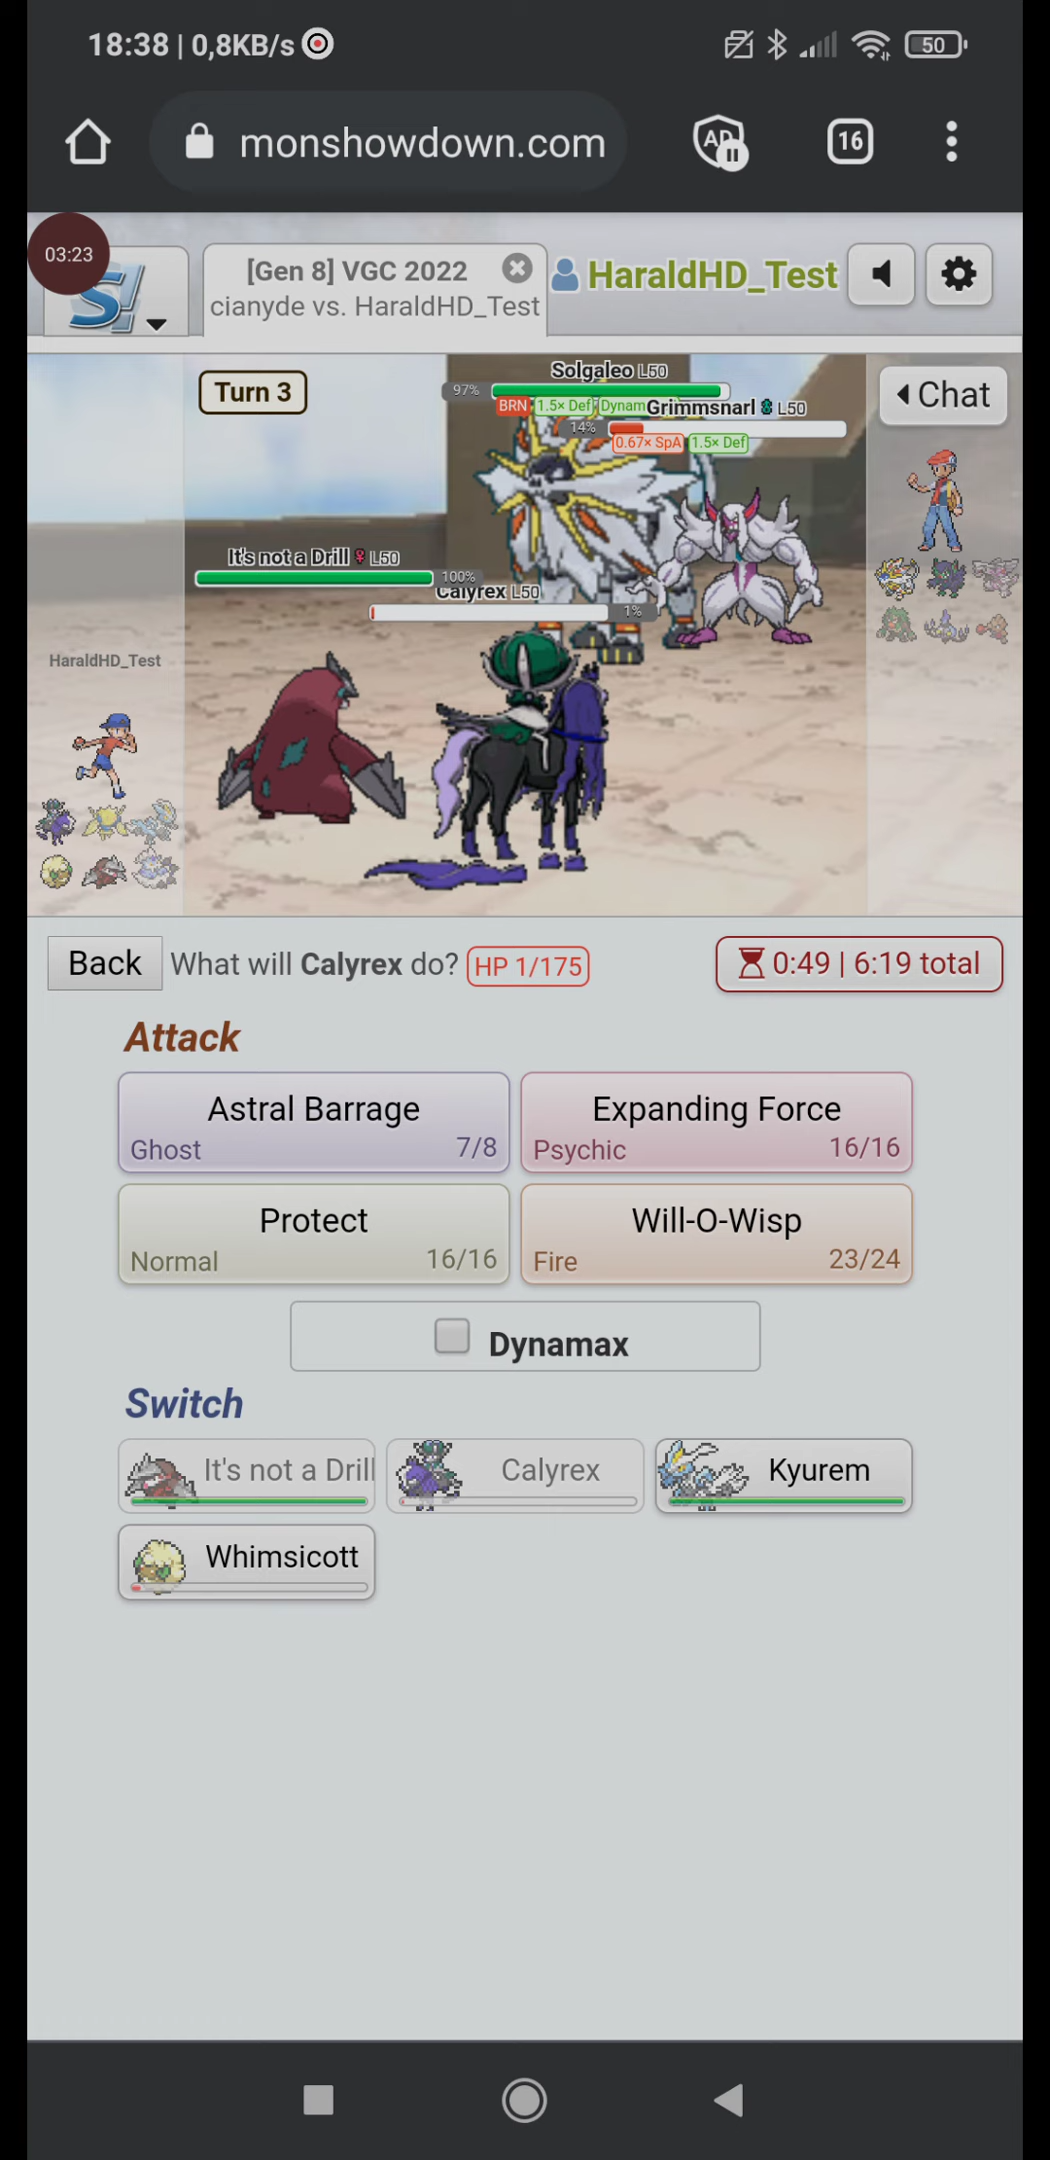 18:38 | 0,8KB/s
50
monshowdown.com
AD
16
03:23
S!
[Gen 8] VGC 2022
cianyde vs. HaraldHD_Test
HaraldHD_Test
Turn 3
Solgaleo L50
97%
BRN 1.5× Def Dynam
Grimmsnarl L50
14%
0.67× SpA 1.5× Def
Chat
It's not a Drill L50
100%
Calyrex L50
1%
HaraldHD_Test
Back What will Calyrex do? HP 1/175
0:49 | 6:19 total
Attack
Astral Barrage
Ghost 7/8
Expanding Force
Psychic 16/16
Protect
Normal 16/16
Will-O-Wisp
Fire 23/24
Dynamax
Switch
It's not a Drill
Calyrex
Kyurem
Whimsicott